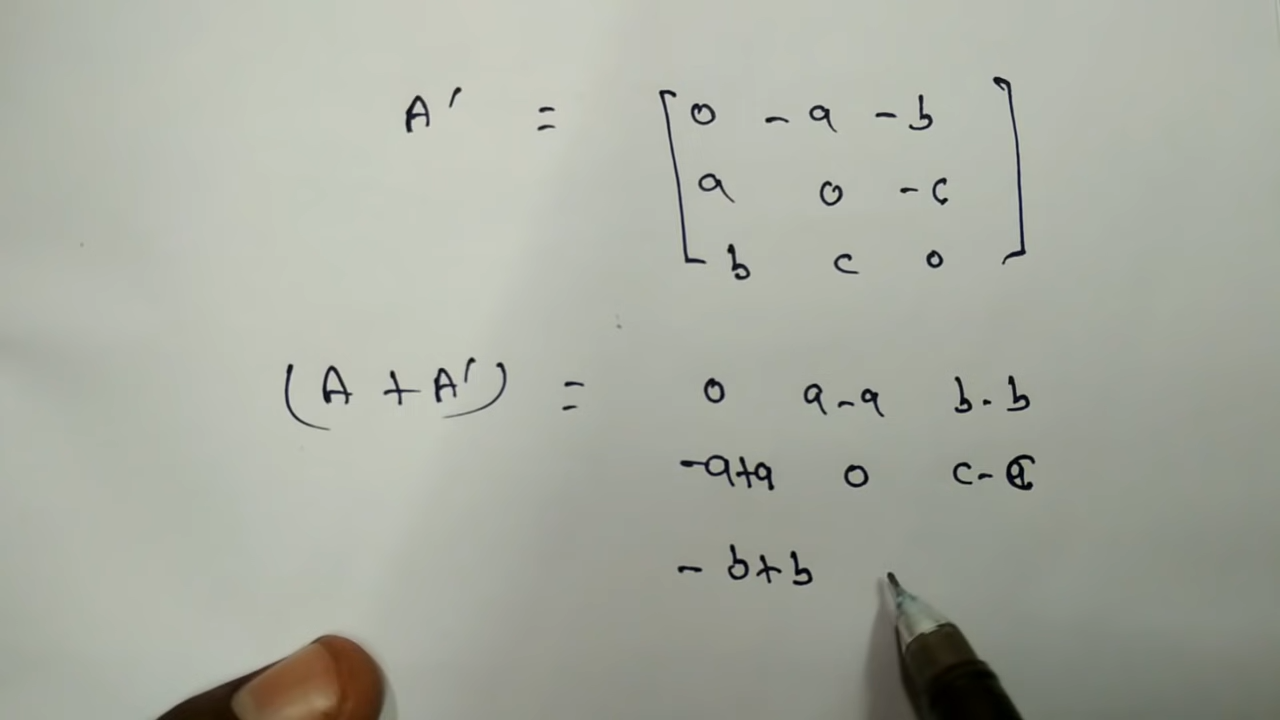 A' = [ 0 -a -b
a 0 -c
b c 0 ]
(A + A') = 0 a-a b-b
-a+a 0 c-c
- b+b